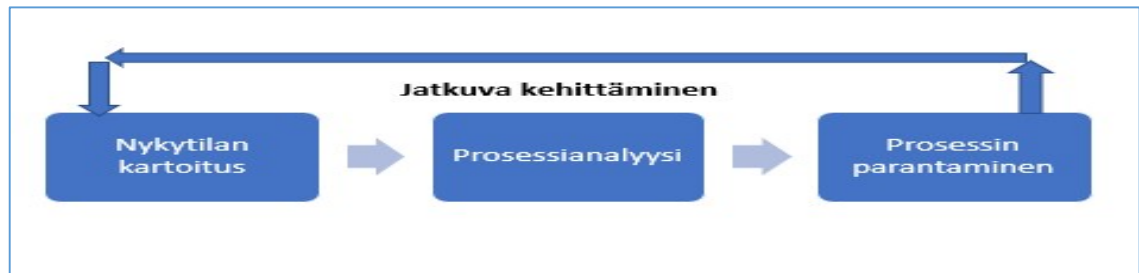 Jatkuva kehittäminen
Nykytilan
kartoitus
Prosessianalyysi
Prosessin
parantaminen